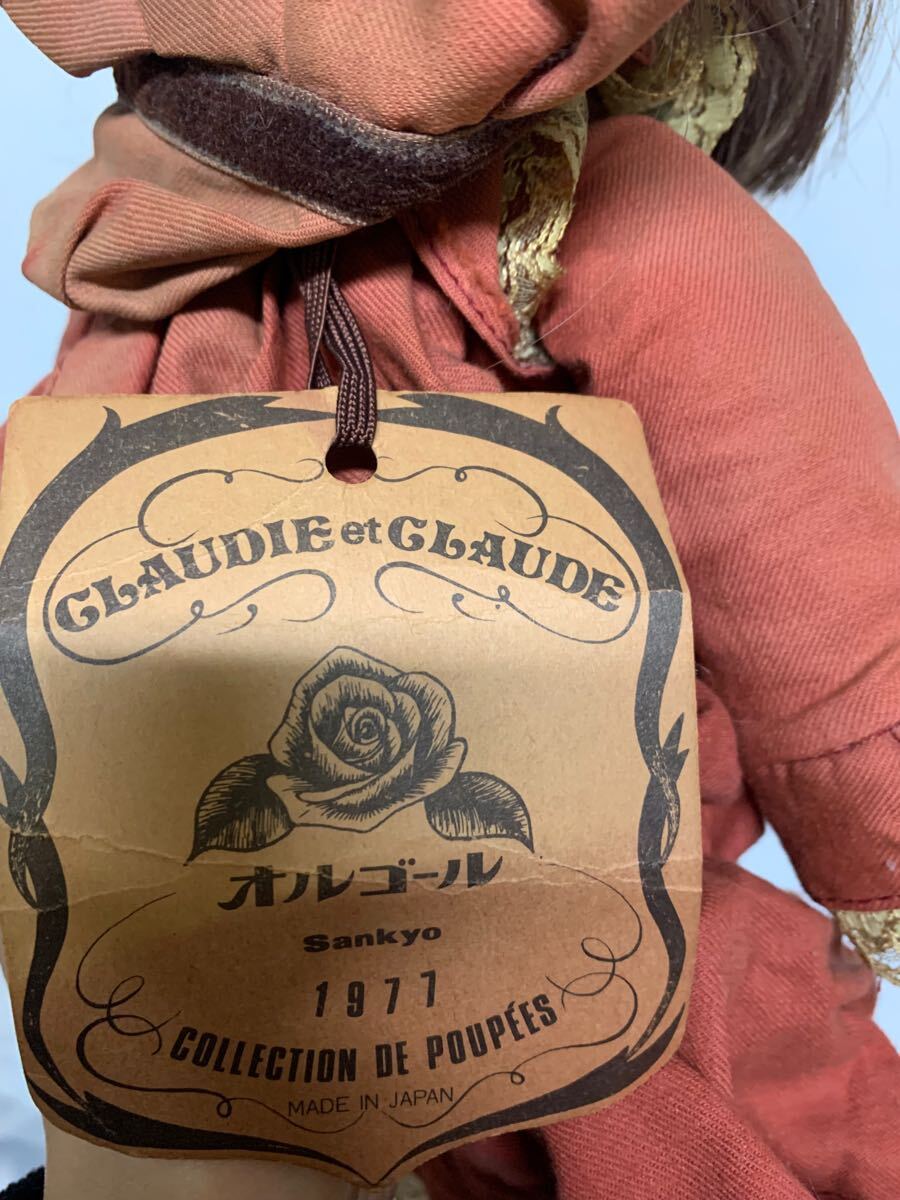 CLAUDIE et CLAUDE
オルゴール
Sankyo
1977
COLLECTION DE POUPÉES
MADE IN JAPAN